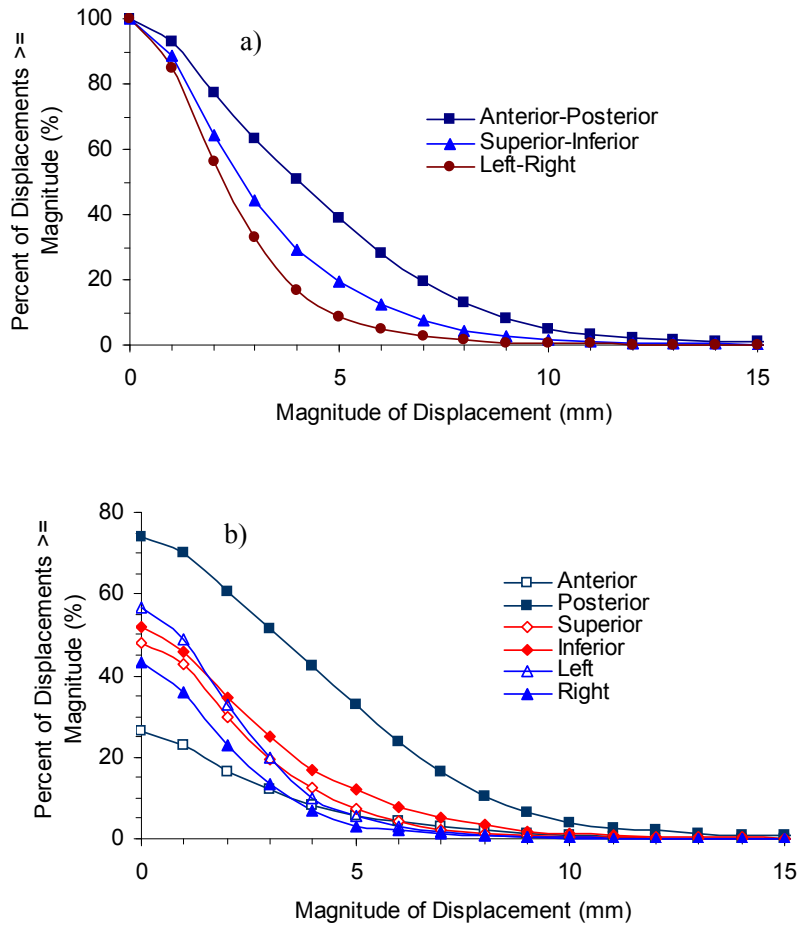 Percent of Displacements >=
Magnitude (%)
100
80
60
40
20
0
a)
Anterior-Posterior
Superior-Inferior
Left-Right
0
5
10
15
Magnitude of Displacement (mm)
Percent of Displacements >=
Magnitude (%)
80
60
40
20
0
b)
Anterior
Posterior
Superior
Inferior
Left
Right
0
5
10
15
Magnitude of Displacement (mm)